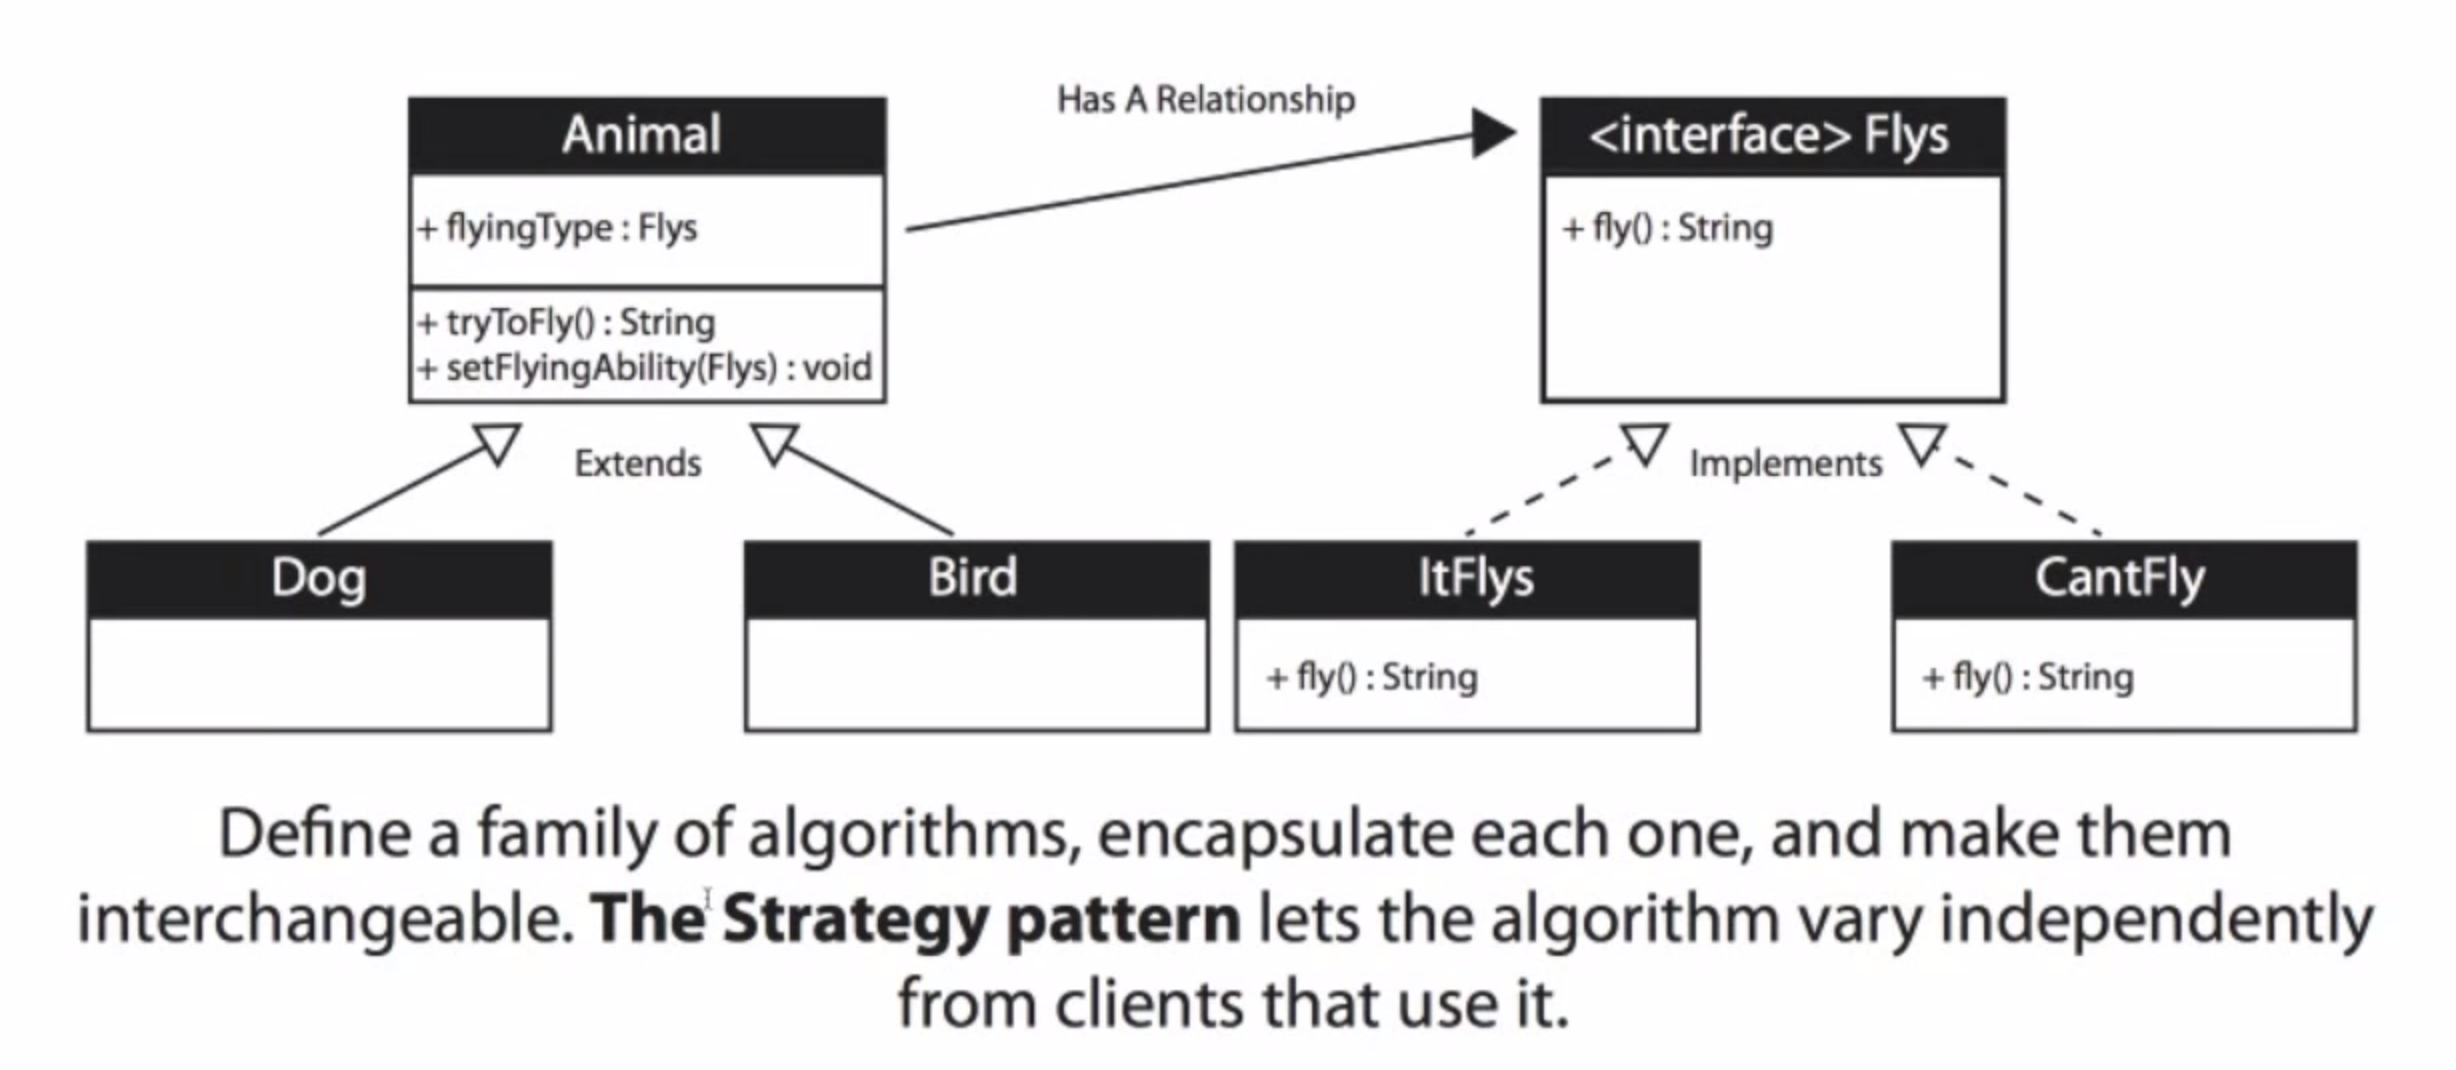 Has A Relationship
Animal
<interface> Flys
+ flyingType : Flys
+ fly() : String
+ tryToFly() : String
+ setFlyingAbility(Flys) : void
Extends
Implements
Dog
Bird
ItFlys
CantFly
+ fly() : String
+ fly() : String
Define a family of algorithms, encapsulate each one, and make them
interchangeable. The Strategy pattern lets the algorithm vary independently
from clients that use it.